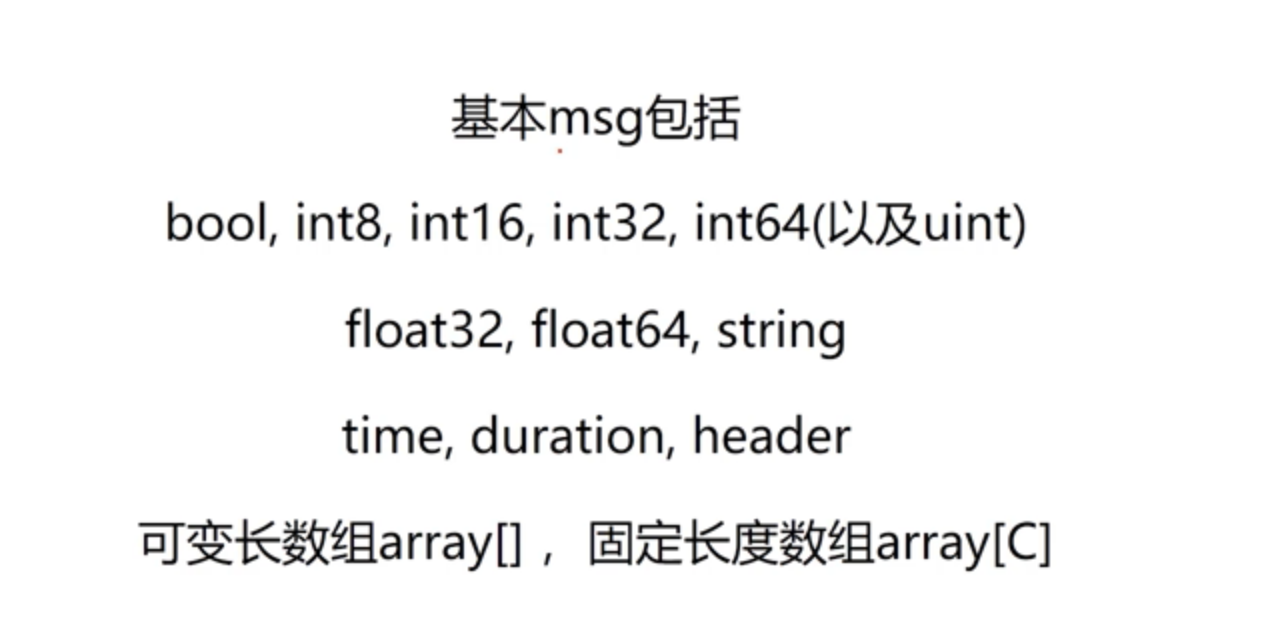 基本msg包括
bool, int8, int16, int32, int64(以及uint)
float32, float64, string
time, duration, header
可变长数组array[] ，固定长度数组array[C]